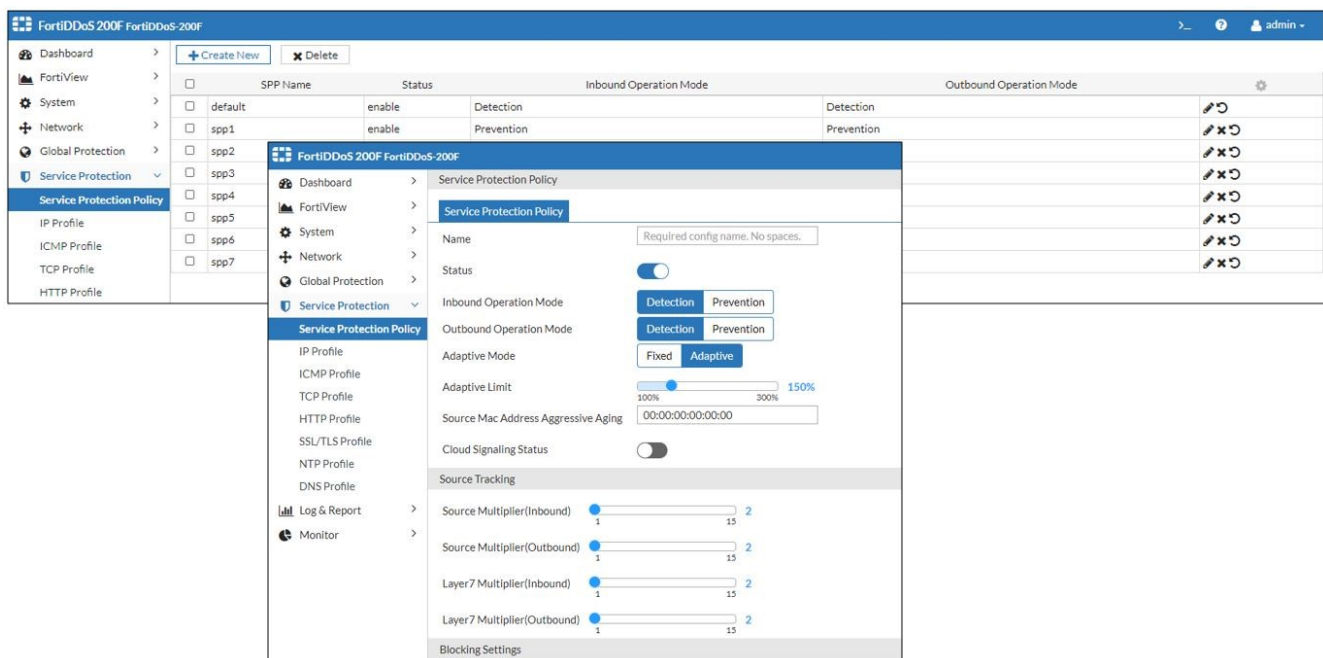 FortiDDoS 200F FortiDDoS-200F
>_ ? admin
Dashboard
FortiView
System
Network
Global Protection
Service Protection
Service Protection Policy
IP Profile
ICMP Profile
TCP Profile
HTTP Profile
Create New Delete
SPP Name Status Inbound Operation Mode Outbound Operation Mode
default enable Detection Detection
spp1 enable Prevention Prevention
spp2
spp3
spp4
spp5
spp6
spp7
FortiDDoS 200F FortiDDoS-200F
Dashboard
FortiView
System
Network
Global Protection
Service Protection
Service Protection Policy
IP Profile
ICMP Profile
TCP Profile
HTTP Profile
SSL/TLS Profile
NTP Profile
DNS Profile
Log & Report
Monitor
Service Protection Policy
Service Protection Policy
Name Required config name. No spaces.
Status
Inbound Operation Mode Detection Prevention
Outbound Operation Mode Detection Prevention
Adaptive Mode Fixed Adaptive
Adaptive Limit 150%
100% 300%
Source Mac Address Aggressive Aging 00:00:00:00:00:00
Cloud Signaling Status
Source Tracking
Source Multiplier(Inbound) 2
1 15
Source Multiplier(Outbound) 2
1 15
Layer7 Multiplier(Inbound) 2
1 15
Layer7 Multiplier(Outbound) 2
1 15
Blocking Settings